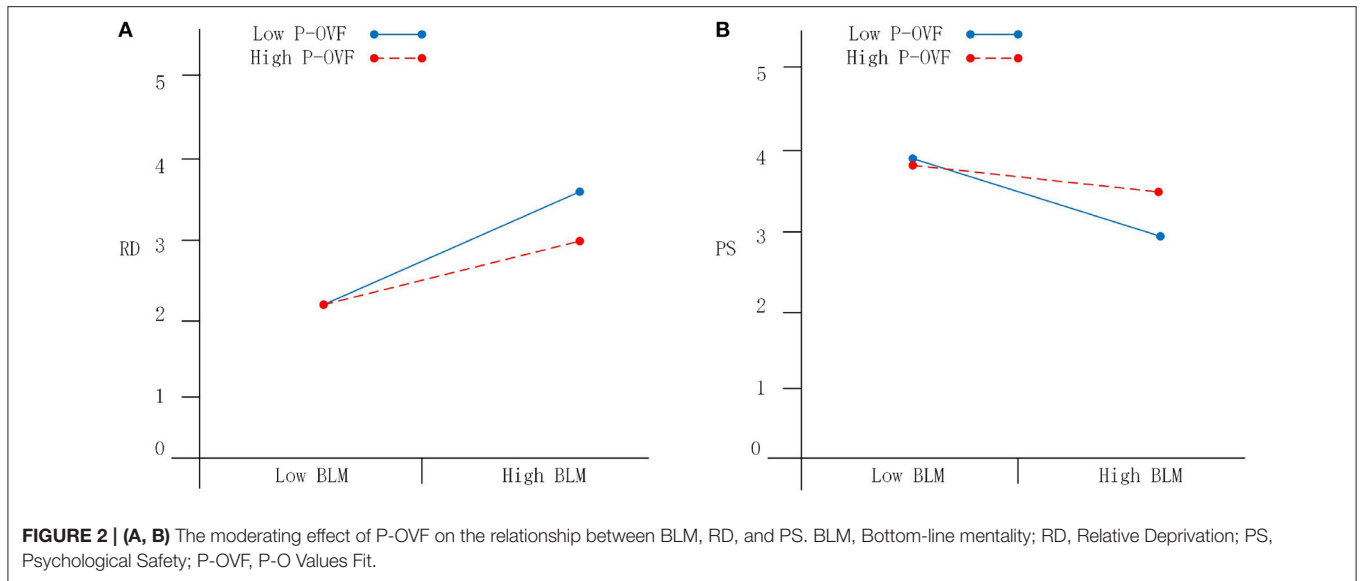 A
Low P-OVF
High P-OVF
5
4
3
RD
2
1
0
Low BLM
High BLM
B
Low P-OVF
High P-OVF
5
4
3
PS
2
1
0
Low BLM
High BLM
FIGURE 2 | (A, B) The moderating effect of P-OVF on the relationship between BLM, RD, and PS. BLM, Bottom-line mentality; RD, Relative Deprivation; PS,
Psychological Safety; P-OVF, P-O Values Fit.